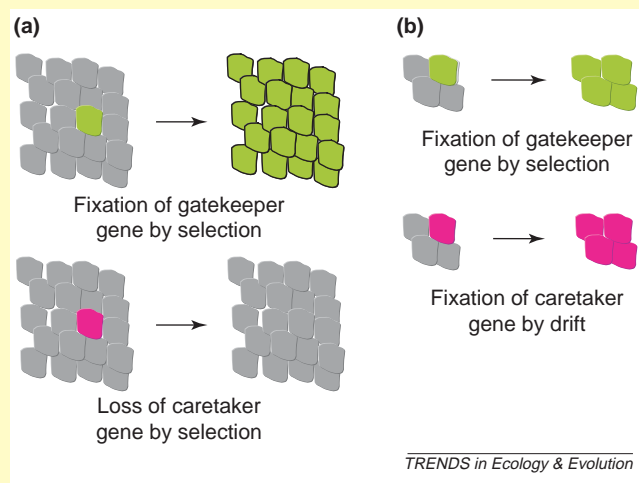 (a)
Fixation of gatekeeper
gene by selection
Loss of caretaker
gene by selection
(b)
Fixation of gatekeeper
gene by selection
Fixation of caretaker
gene by drift
TRENDS in Ecology & Evolution